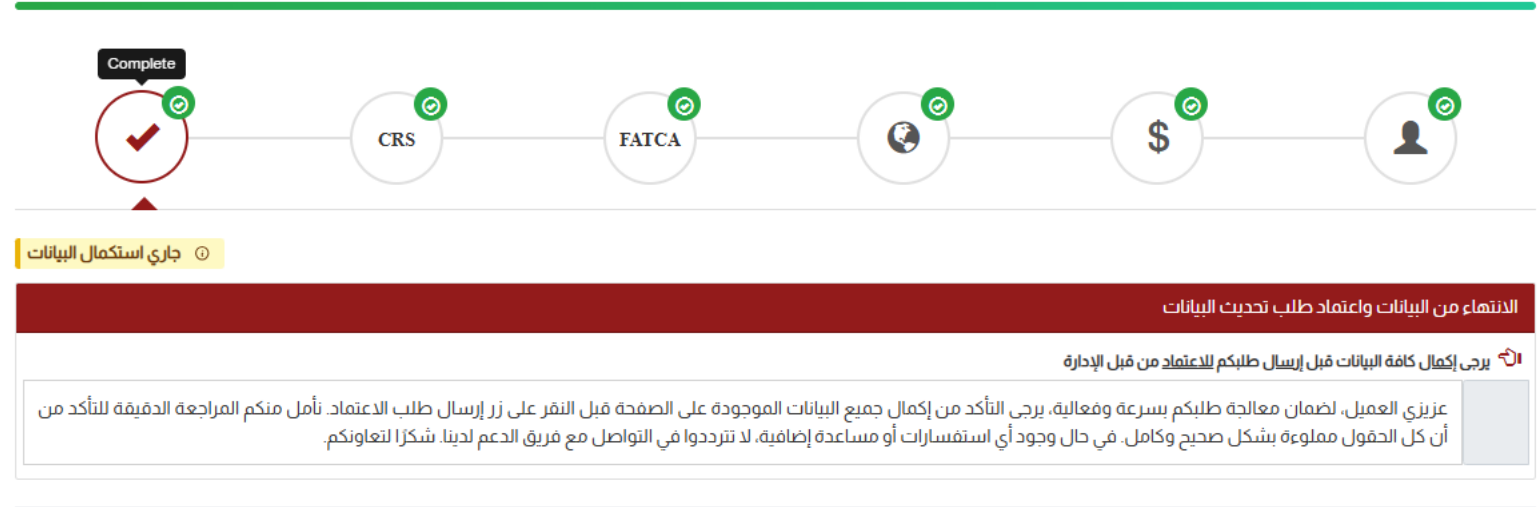 Complete
CRS
FATCA
$
جاري استكمال البيانات
الانتهاء من البيانات واعتماد طلب تحديث البيانات
يرجى إكمال كافة البيانات قبل إرسال طلبكم للاعتماد من قبل الإدارة
عزيزي العميل، لضمان معالجة طلبكم بسرعة وفعالية، يرجى التأكد من إكمال جميع البيانات الموجودة على الصفحة قبل النقر على زر إرسال طلب الاعتماد. نأمل منكم المراجعة الدقيقة للتأكد من
أن كل الحقول مملوءة بشكل صحيح وكامل. في حال وجود أي استفسارات أو مساعدة إضافية، لا تترددوا في التواصل مع فريق الدعم لدينا. شكرًا لتعاونكم.